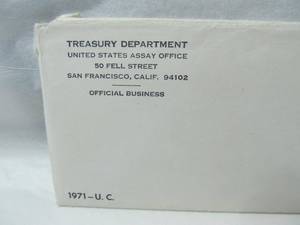 TREASURY DEPARTMENT
UNITED STATES ASSAY OFFICE
50 FELL STREET
SAN FRANCISCO, CALIF. 94102
OFFICIAL BUSINESS
1971-U. C.